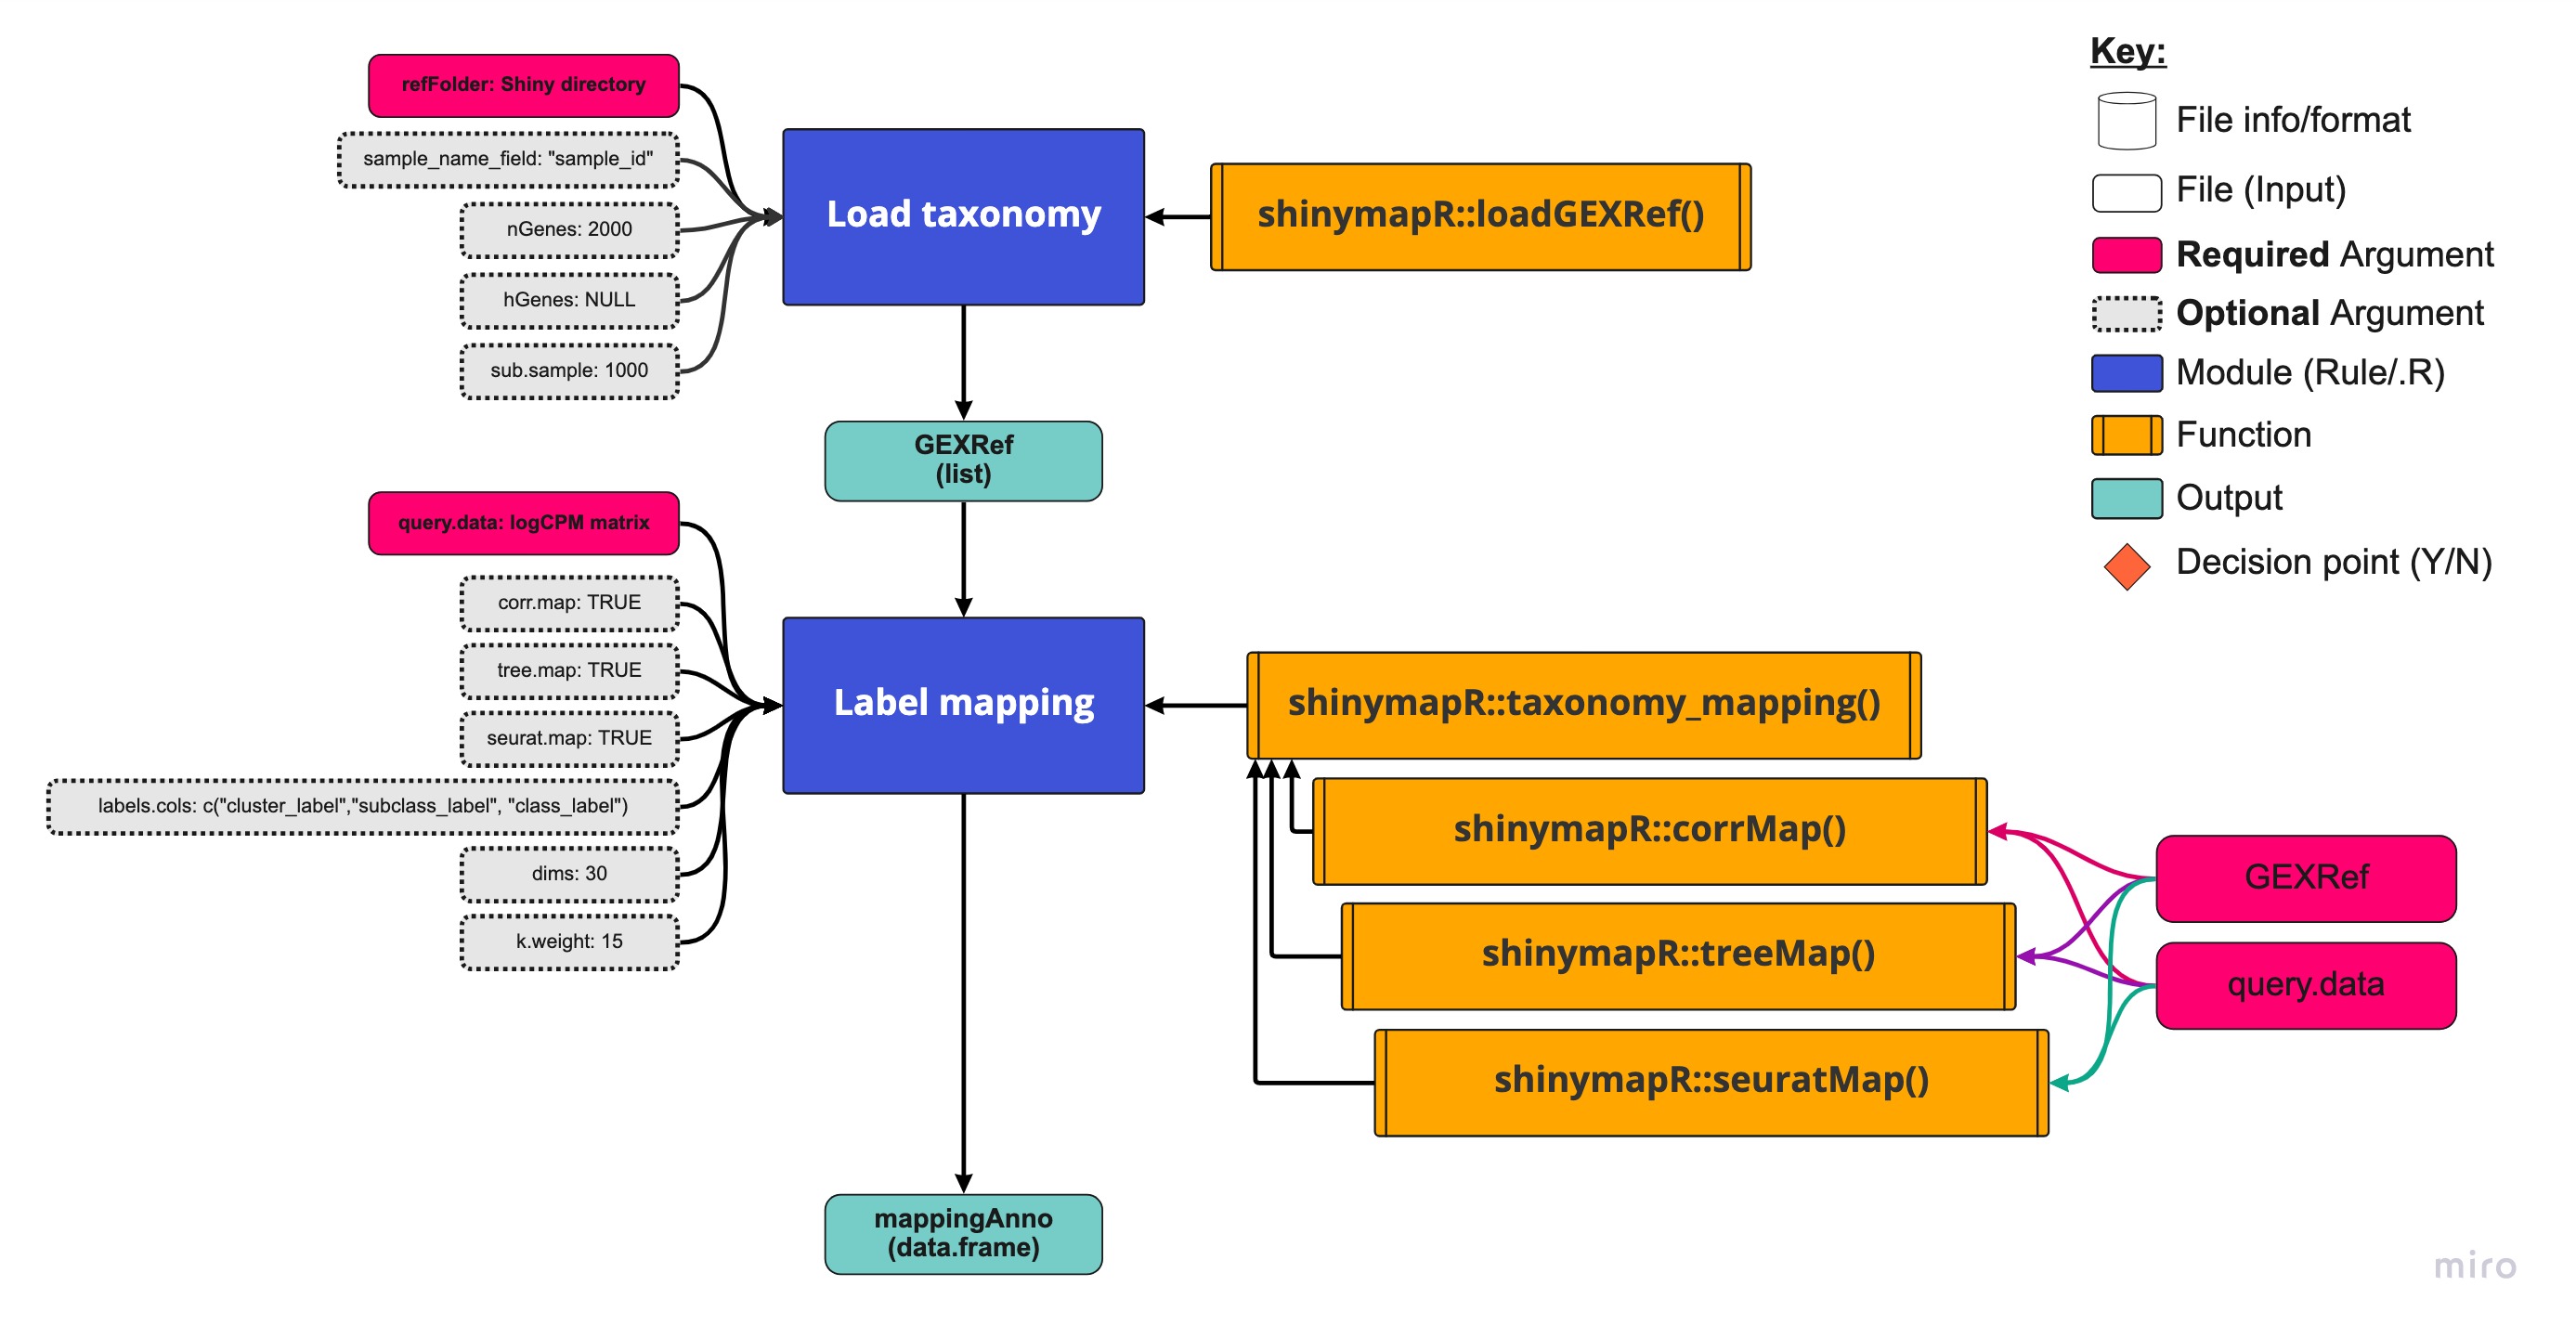 refFolder: Shiny directory
sample_name_field: "sample_id"
nGenes: 2000
hGenes: NULL
sub.sample: 1000
Load taxonomy
shinymapR::loadGEXRef()
GEXRef
(list)
query.data: logCPM matrix
corr.map: TRUE
tree.map: TRUE
seurat.map: TRUE
labels.cols: c("cluster_label","subclass_label", "class_label")
dims: 30
k.weight: 15
Label mapping
shinymapR::taxonomy_mapping()
shinymapR::corrMap()
shinymapR::treeMap()
shinymapR::seuratMap()
GEXRef
query.data
mappingAnno
(data.frame)
Key:
File info/format
File (Input)
Required Argument
Optional Argument
Module (Rule/.R)
Function
Output
Decision point (Y/N)
miro